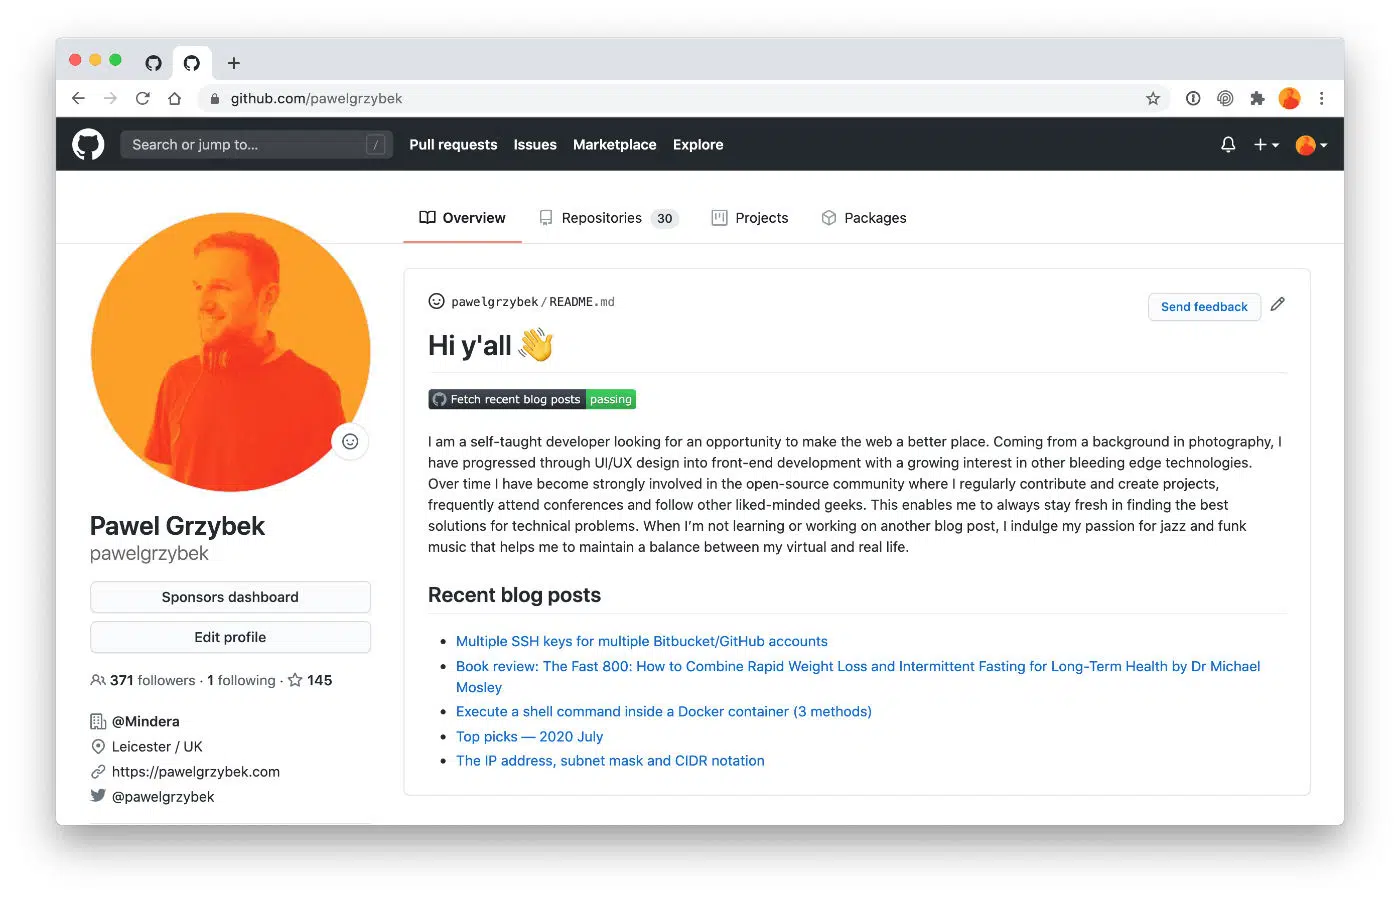 github.com/pawelgrzybek
Search or jump to...
/
Pull requests
Issues
Marketplace
Explore
Overview
Repositories 30
Projects
Packages
pawelgrzybek/README.md
Send feedback
Hi y'all 👋
Fetch recent blog posts passing
I am a self-taught developer looking for an opportunity to make the web a better place. Coming from a background in photography, I
have progressed through UI/UX design into front-end development with a growing interest in other bleeding edge technologies.
Over time I have become strongly involved in the open-source community where I regularly contribute and create projects,
frequently attend conferences and follow other liked-minded geeks. This enables me to always stay fresh in finding the best
solutions for technical problems. When I'm not learning or working on another blog post, I indulge my passion for jazz and funk
music that helps me to maintain a balance between my virtual and real life.
Recent blog posts
Multiple SSH keys for multiple Bitbucket/GitHub accounts
Book review: The Fast 800: How to Combine Rapid Weight Loss and Intermittent Fasting for Long-Term Health by Dr Michael
Mosley
Execute a shell command inside a Docker container (3 methods)
Top picks — 2020 July
The IP address, subnet mask and CIDR notation
Pawel Grzybek
pawelgrzybek
Sponsors dashboard
Edit profile
371 followers · 1 following · 145
@Mindera
Leicester / UK
https://pawelgrzybek.com
@pawelgrzybek